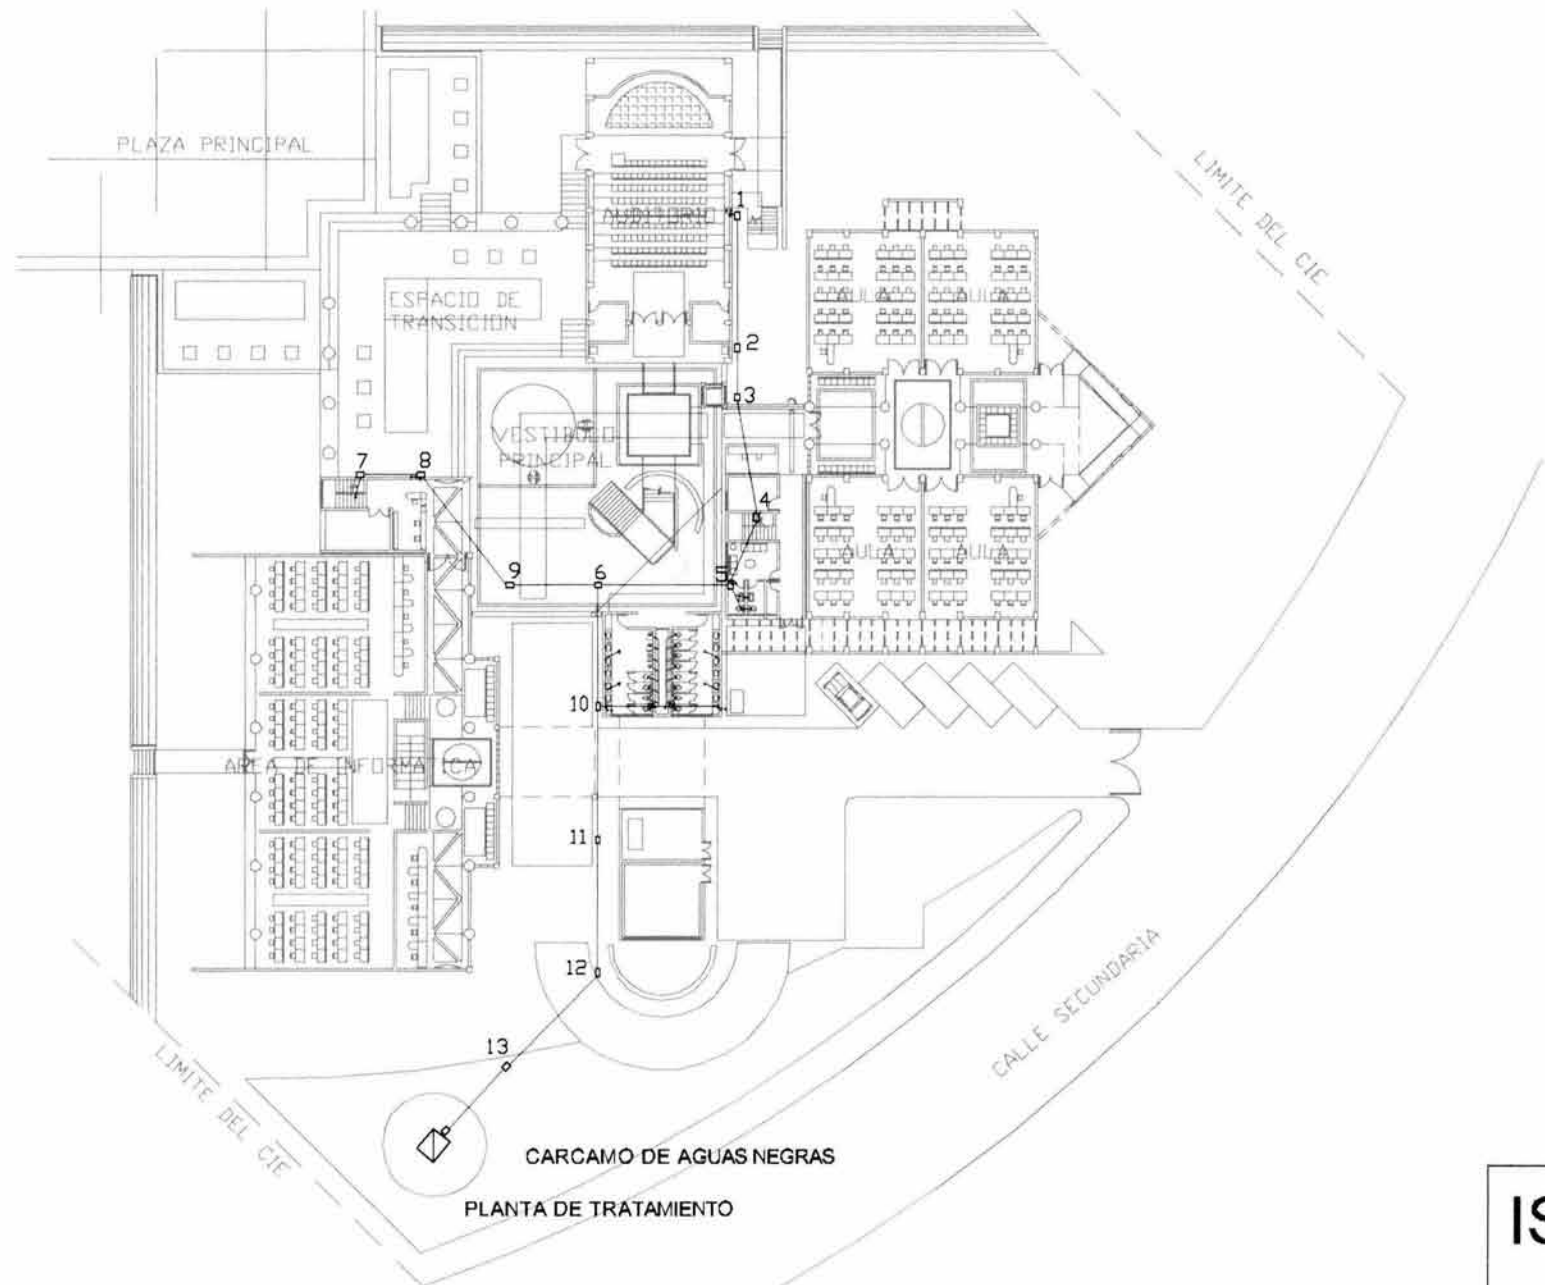 PLAZA PRINCIPAL
LIMITE DEL CIE
1
AUDITORIO
ESPACIO DE
TRANSICION
AULA
AULA
2
3
VESTIBULO
PRINCIPAL
7
8
4
AULA
AULA
9
6
5
10
AREA DE INFORMATICA
11
12
CALLE SECUNDARIA
13
LIMITE DEL CIE
CARCAMO DE AGUAS NEGRAS
PLANTA DE TRATAMIENTO
IS